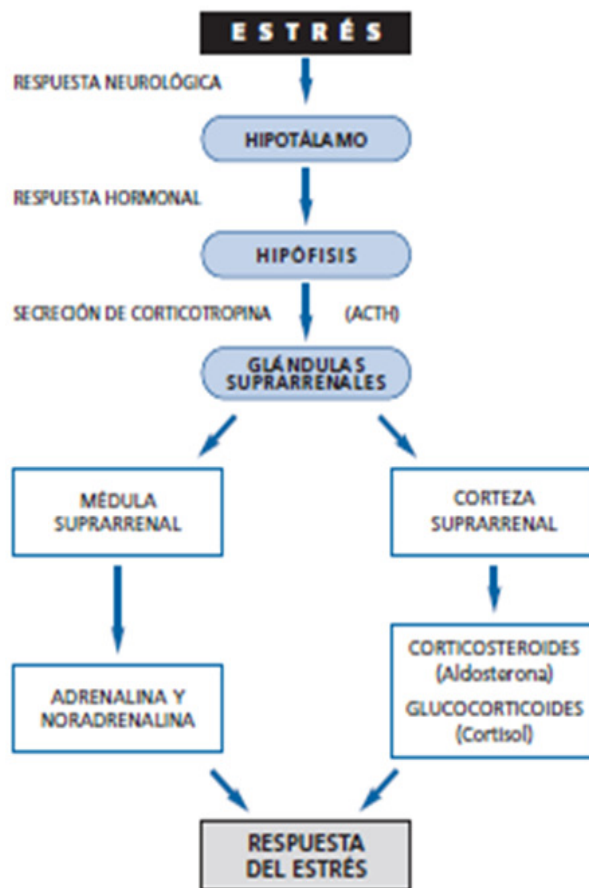 ESTRÉS
RESPUESTA NEUROLÓGICA
HIPOTÁLAMO
RESPUESTA HORMONAL
HIPÓFISIS
SECRECIÓN DE CORTICOTROPINA (ACTH)
GLÁNDULAS
SUPRARRENALES
MÉDULA
SUPRARRENAL
CORTEZA
SUPRARRENAL
ADRENALINA Y
NORADRENALINA
CORTICOSTEROIDES
(Aldosterona)
GLUCOCORTICOIDES
(Cortisol)
RESPUESTA
DEL ESTRÉS